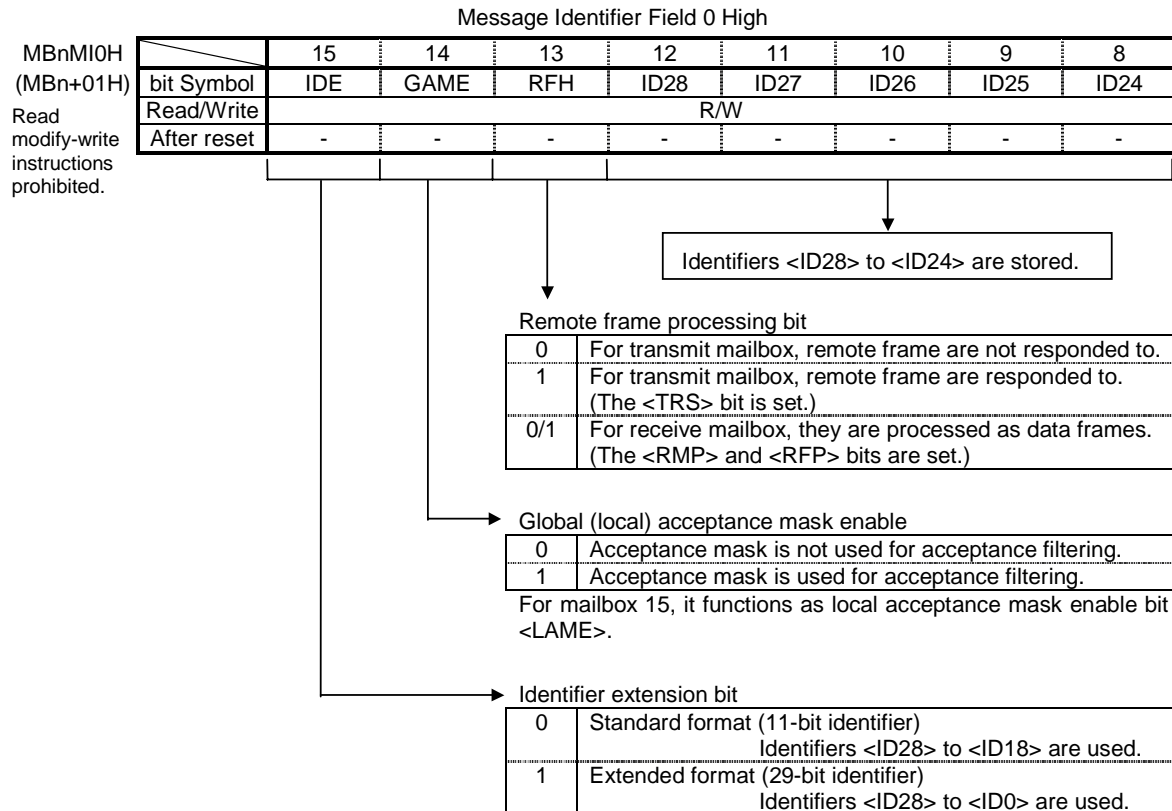 Message Identifier Field 0 High
MBnMI0H 15 14 13 12 11 10 9 8
(MBn+01H) bit Symbol IDE GAME RFH ID28 ID27 ID26 ID25 ID24
Read modify-write instructions prohibited.
Read/Write R/W
After reset - - - - - - - -
Identifiers <ID28> to <ID24> are stored.
Remote frame processing bit
0 For transmit mailbox, remote frame are not responded to.
1 For transmit mailbox, remote frame are responded to.
(The <TRS> bit is set.)
0/1 For receive mailbox, they are processed as data frames.
(The <RMP> and <RFP> bits are set.)
Global (local) acceptance mask enable
0 Acceptance mask is not used for acceptance filtering.
1 Acceptance mask is used for acceptance filtering.
For mailbox 15, it functions as local acceptance mask enable bit
<LAME>.
Identifier extension bit
0 Standard format (11-bit identifier)
Identifiers <ID28> to <ID18> are used.
1 Extended format (29-bit identifier)
Identifiers <ID28> to <ID0> are used.